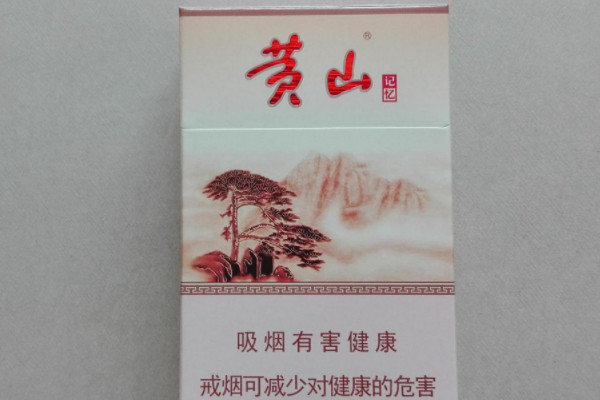 黄山®
记忆
吸烟有害健康
戒烟可减少对健康的危害